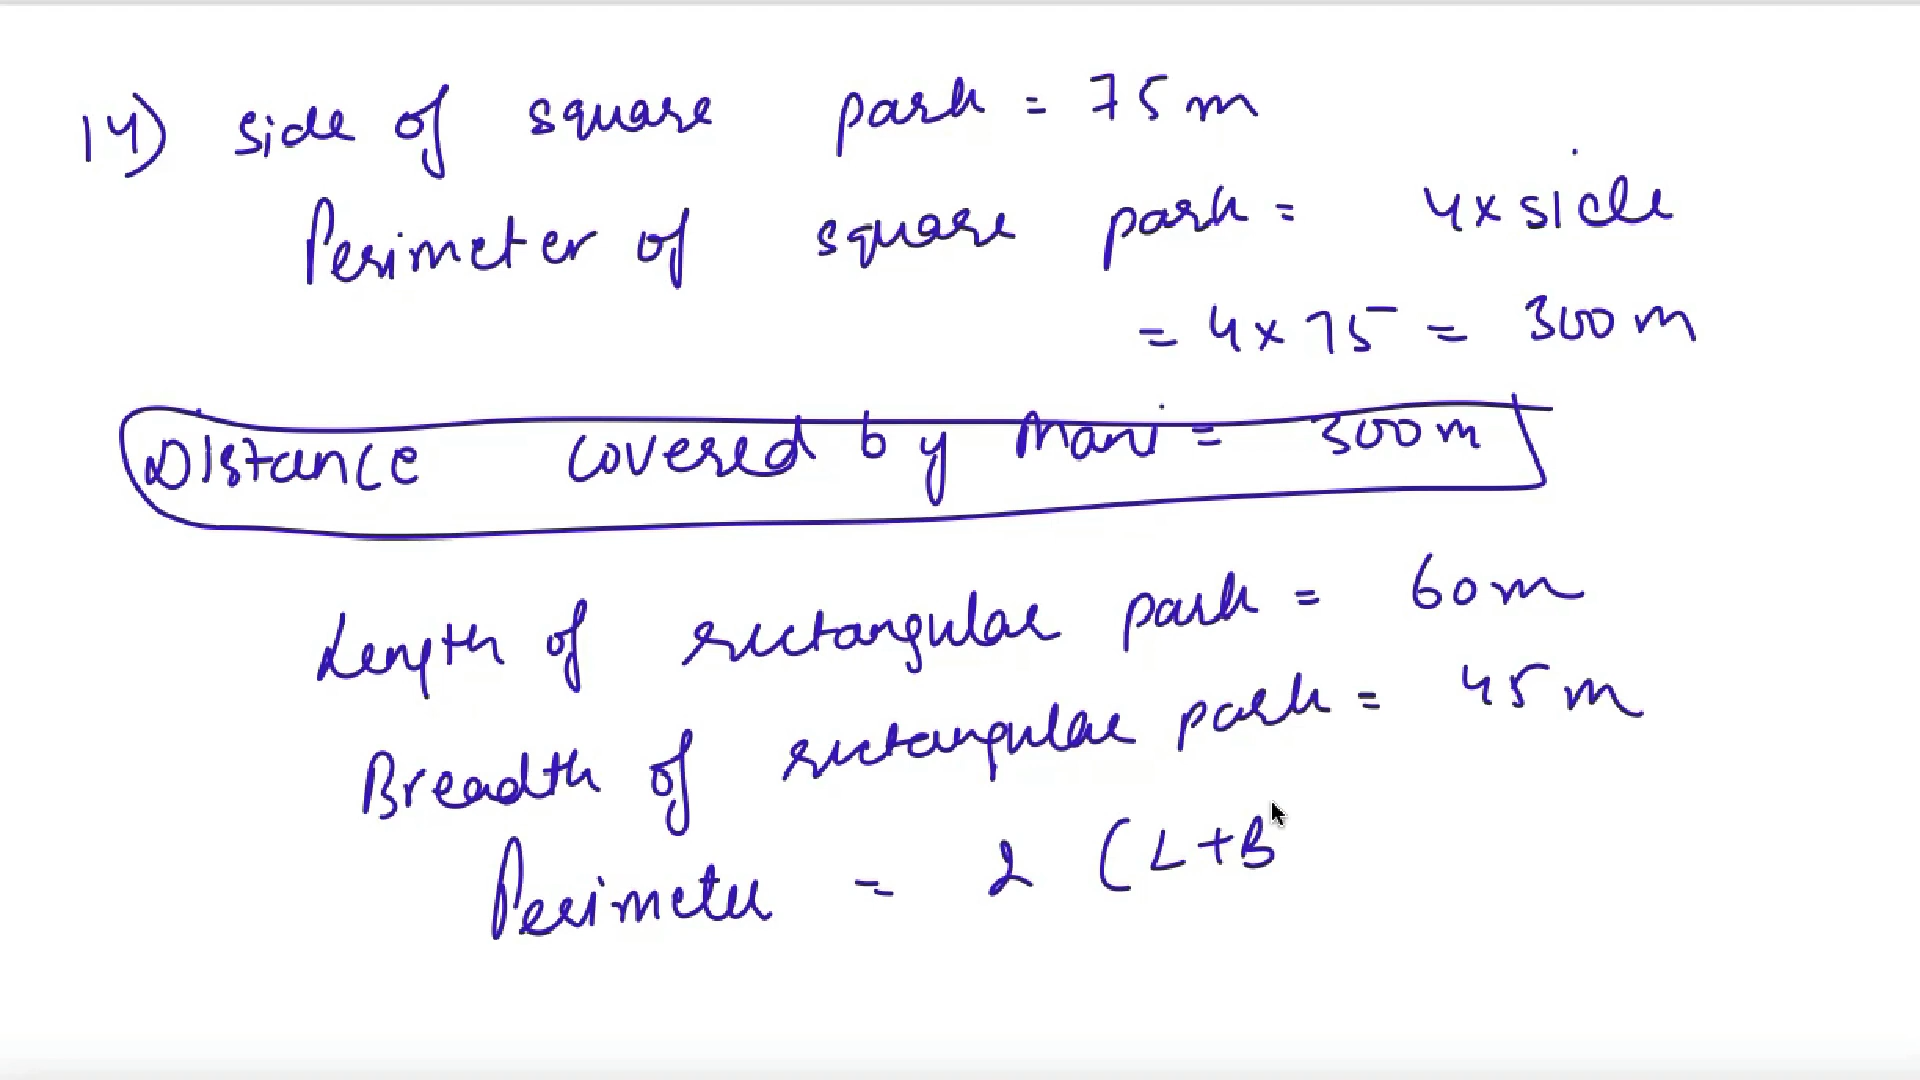 14) side of square park = 75 m
Perimeter of square park = 4 x side
= 4 x 75 = 300 m
Distance covered by Mani = 300 m
Length of rectangular park = 60 m
Breadth of rectangular park = 45 m
Perimeter = 2 (L+B